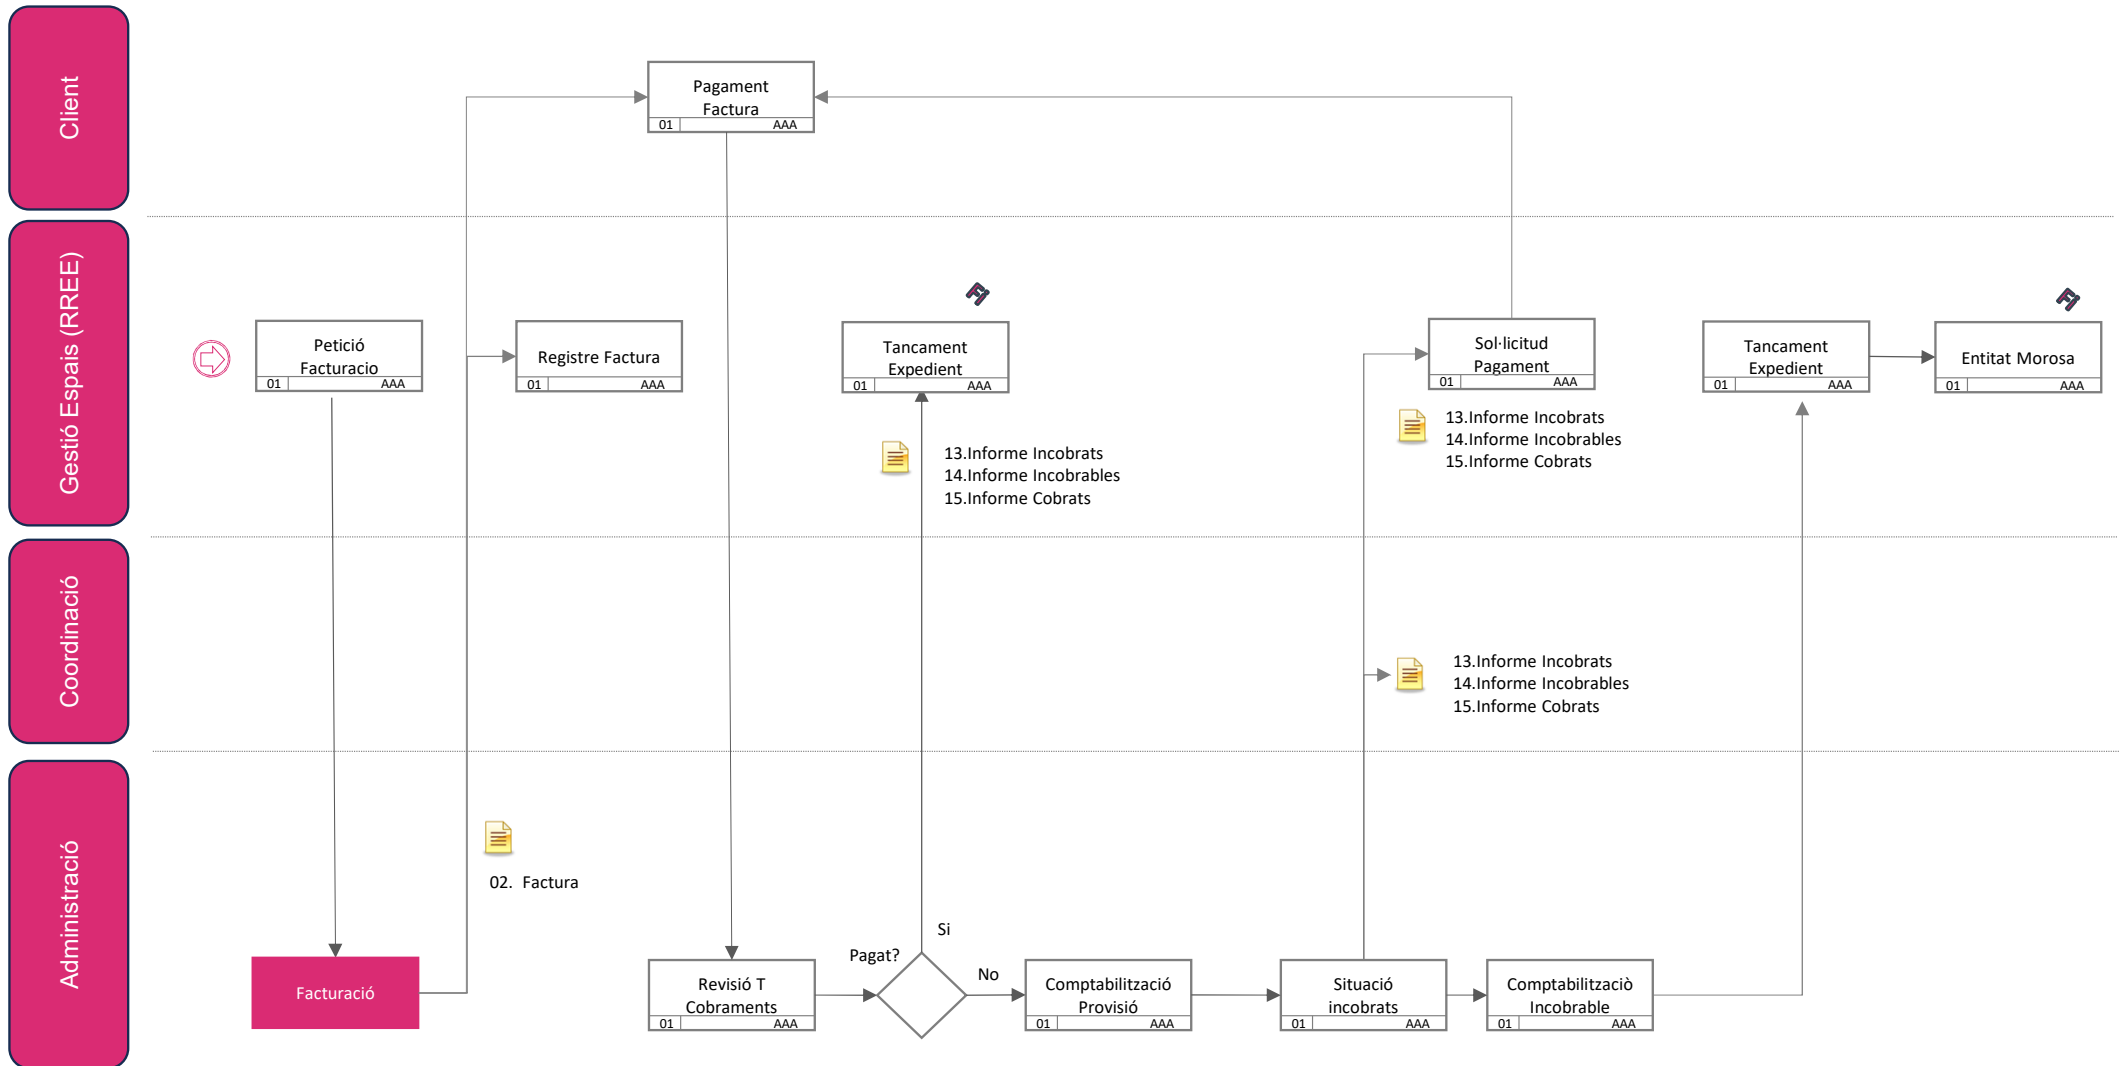 Client
Pagament
Factura
01 AAA
Gestió Espais (RREE)
Petició
Facturacio
01 AAA
Registre Factura
01 AAA
Fi
Tancament
Expedient
01 AAA
13.Informe Incobrats
14.Informe Incobrables
15.Informe Cobrats
Sol·licitud
Pagament
01 AAA
13.Informe Incobrats
14.Informe Incobrables
15.Informe Cobrats
Tancament
Expedient
01 AAA
Fi
Entitat Morosa
01 AAA
Coordinació
13.Informe Incobrats
14.Informe Incobrables
15.Informe Cobrats
Administració
02. Factura
Facturació
Revisió T
Cobraments
01 AAA
Pagat?
Si
No
Comptabilització
Provisió
01 AAA
Situació
incobrats
01 AAA
Comptabilitzaciò
Incobrable
01 AAA